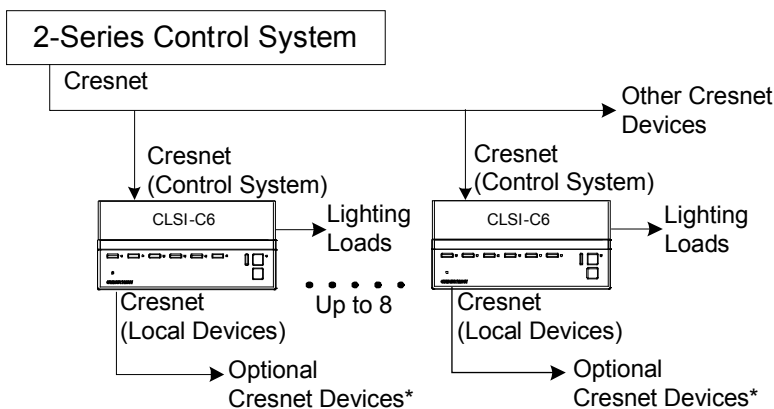 2-Series Control System
Cresnet
Other Cresnet
Devices
Cresnet
(Control System)
Cresnet
(Control System)
CLSI-C6
Lighting
Loads
CLSI-C6
Lighting
Loads
Up to 8
Cresnet
(Local Devices)
Cresnet
(Local Devices)
Optional
Cresnet Devices*
Optional
Cresnet Devices*